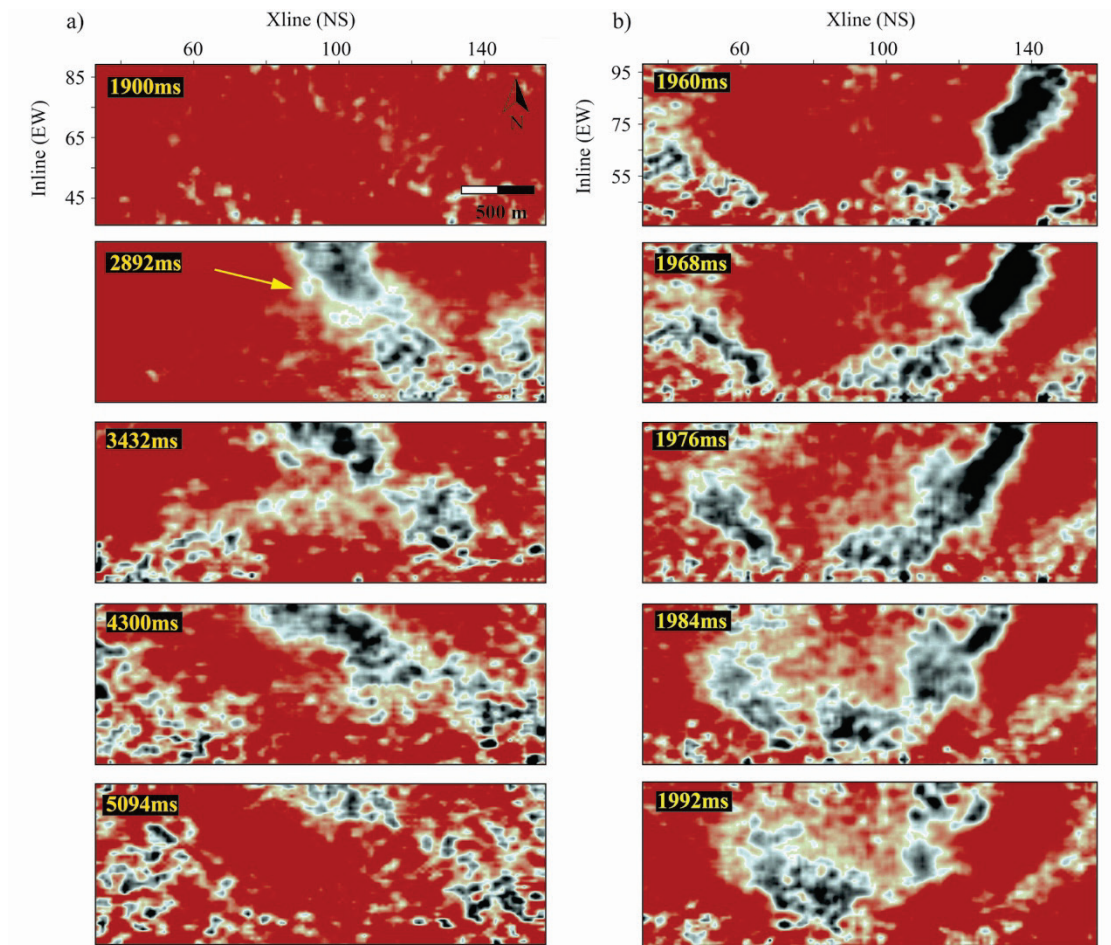 a)
Xline (NS)
60 100 140
Inline (EW)
85
65
45
1900ms
N
500 m
2892ms
3432ms
4300ms
5094ms
b)
Xline (NS)
60 100 140
Inline (EW)
95
75
55
1960ms
1968ms
1976ms
1984ms
1992ms